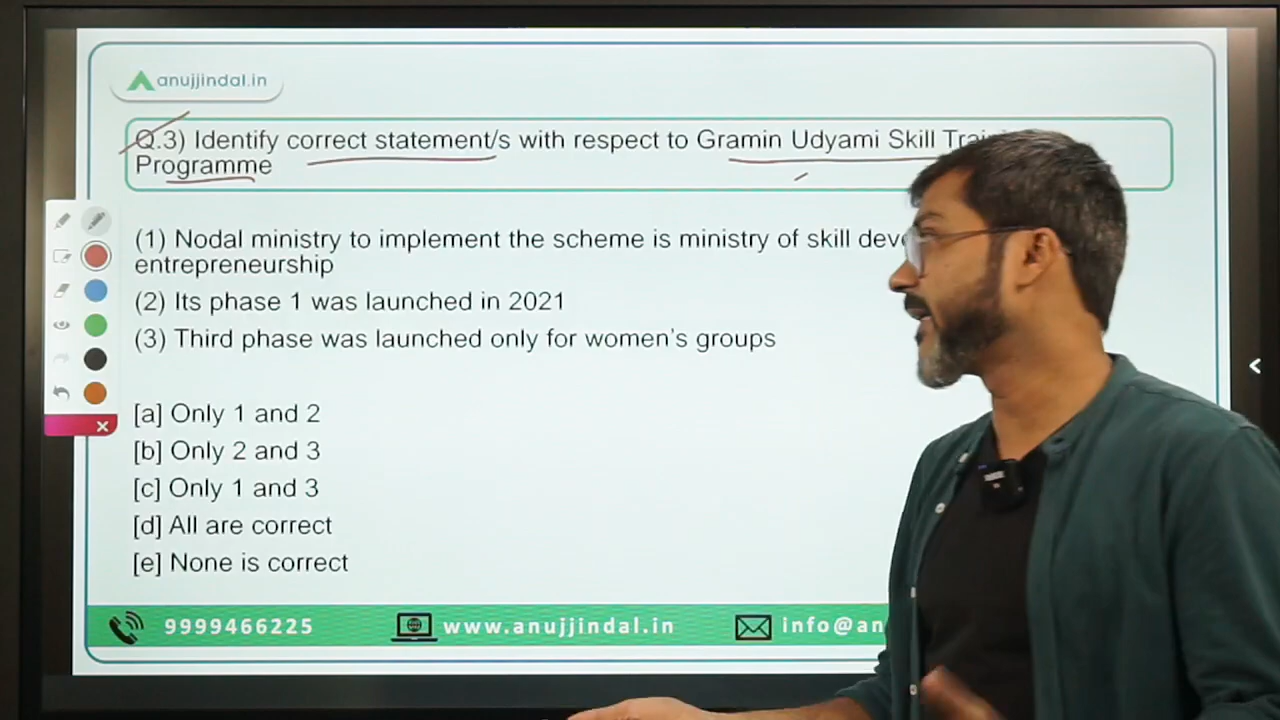 anujjindal.in
Q.3) Identify correct statement/s with respect to Gramin Udyami Skill
Programme
(1) Nodal ministry to implement the scheme is ministry of skill
entrepreneurship
(2) Its phase 1 was launched in 2021
(3) Third phase was launched only for women's groups
[a] Only 1 and 2
[b] Only 2 and 3
[c] Only 1 and 3
[d] All are correct
[e] None is correct
9999466225 www.anujjindal.in